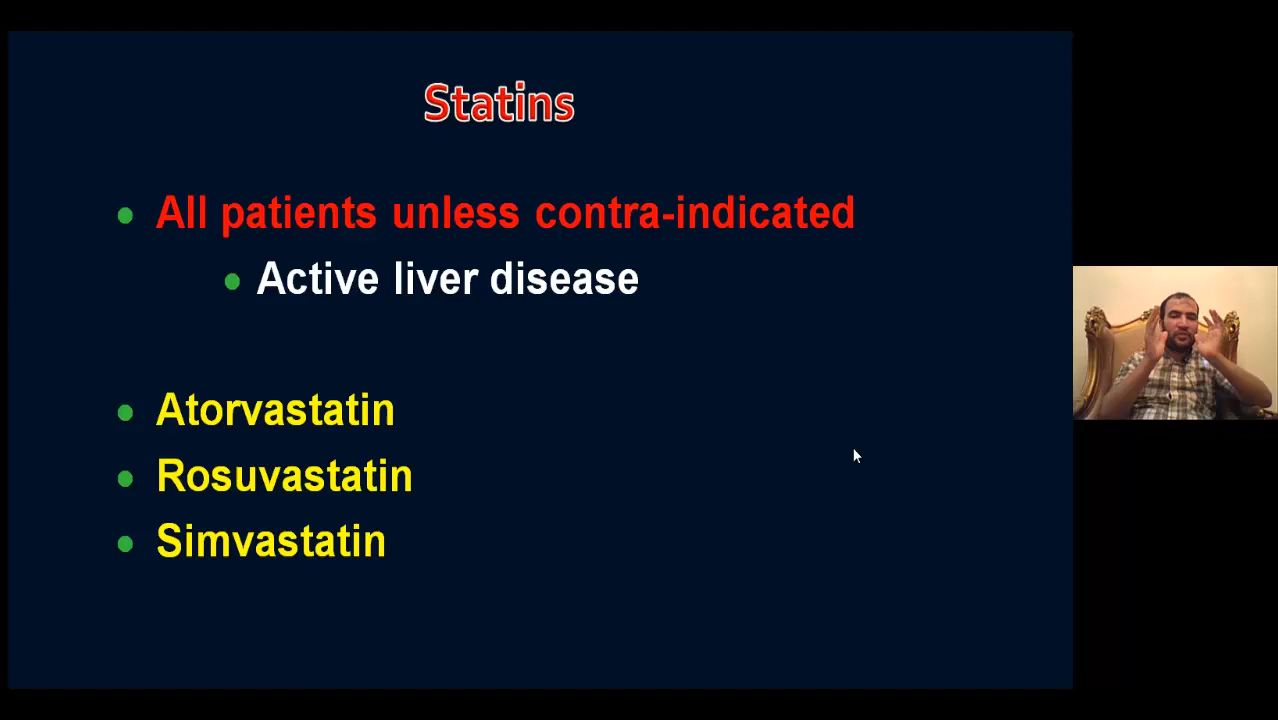 Statins
• All patients unless contra-indicated
• Active liver disease
• Atorvastatin
• Rosuvastatin
• Simvastatin